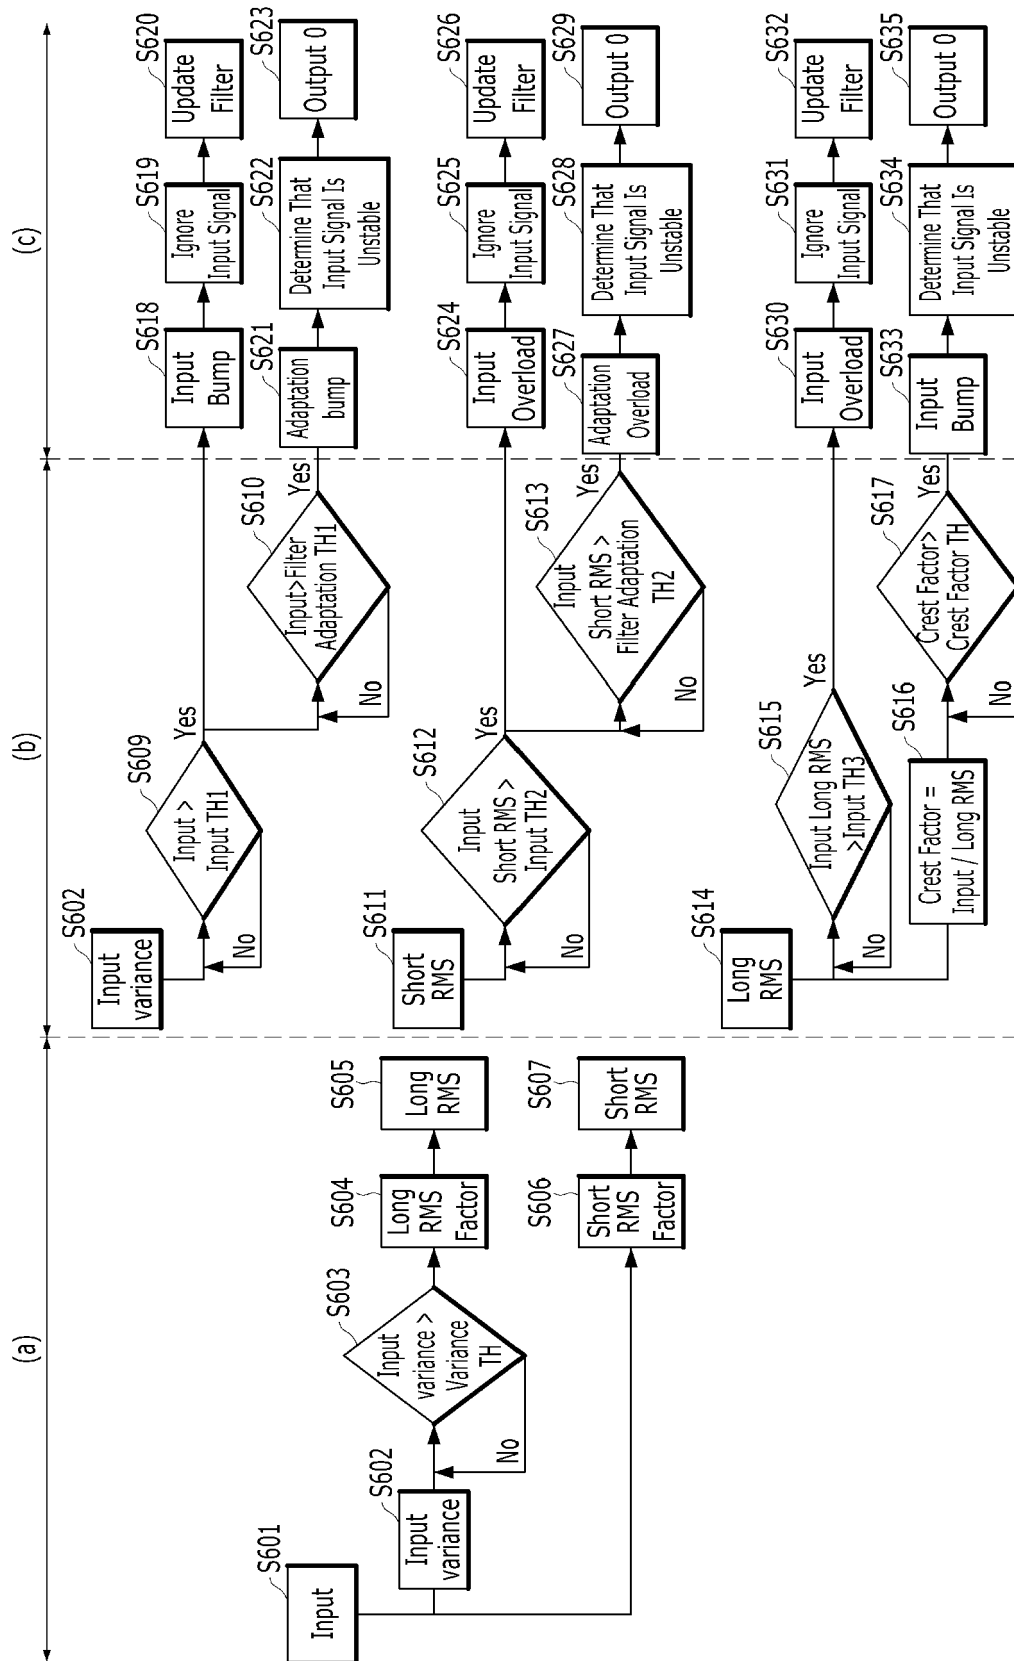 (a)
(b)
(c)
S601
Input
S602
Input
variance
No
S603
Input
variance >
Variance
TH
S604
Long
RMS
Factor
S605
Long
RMS
S606
Short
RMS
Factor
S607
Short
RMS
S602
Input
variance
No
S609
Input >
Input TH1
Yes
S610
Input>Filter
Adaptation TH1
Yes
No
S611
Short
RMS
No
S612
Input
Short RMS >
Input TH2
Yes
S613
Input
Short RMS >
Filter Adaptation
TH2
Yes
No
S614
Long
RMS
No
S615
Input Long RMS
>Input TH3
Yes
S616
Crest Factor =
Input / Long RMS
S617
Crest Factor>
Crest Factor TH
Yes
No
S618
Input
Bump
S619
Ignore
Input Signal
S620
Update
Filter
S621
Adaptation
bump
S622
Determine That
Input Signal Is
Unstable
S623
Output 0
S624
Input
Overload
S625
Ignore
Input Signal
S626
Update
Filter
S627
Adaptation
Overload
S628
Determine That
Input Signal Is
Unstable
S629
Output 0
S630
Input
Overload
S631
Ignore
Input Signal
S632
Update
Filter
S633
Input
Bump
S634
Determine That
Input Signal Is
Unstable
S635
Output 0